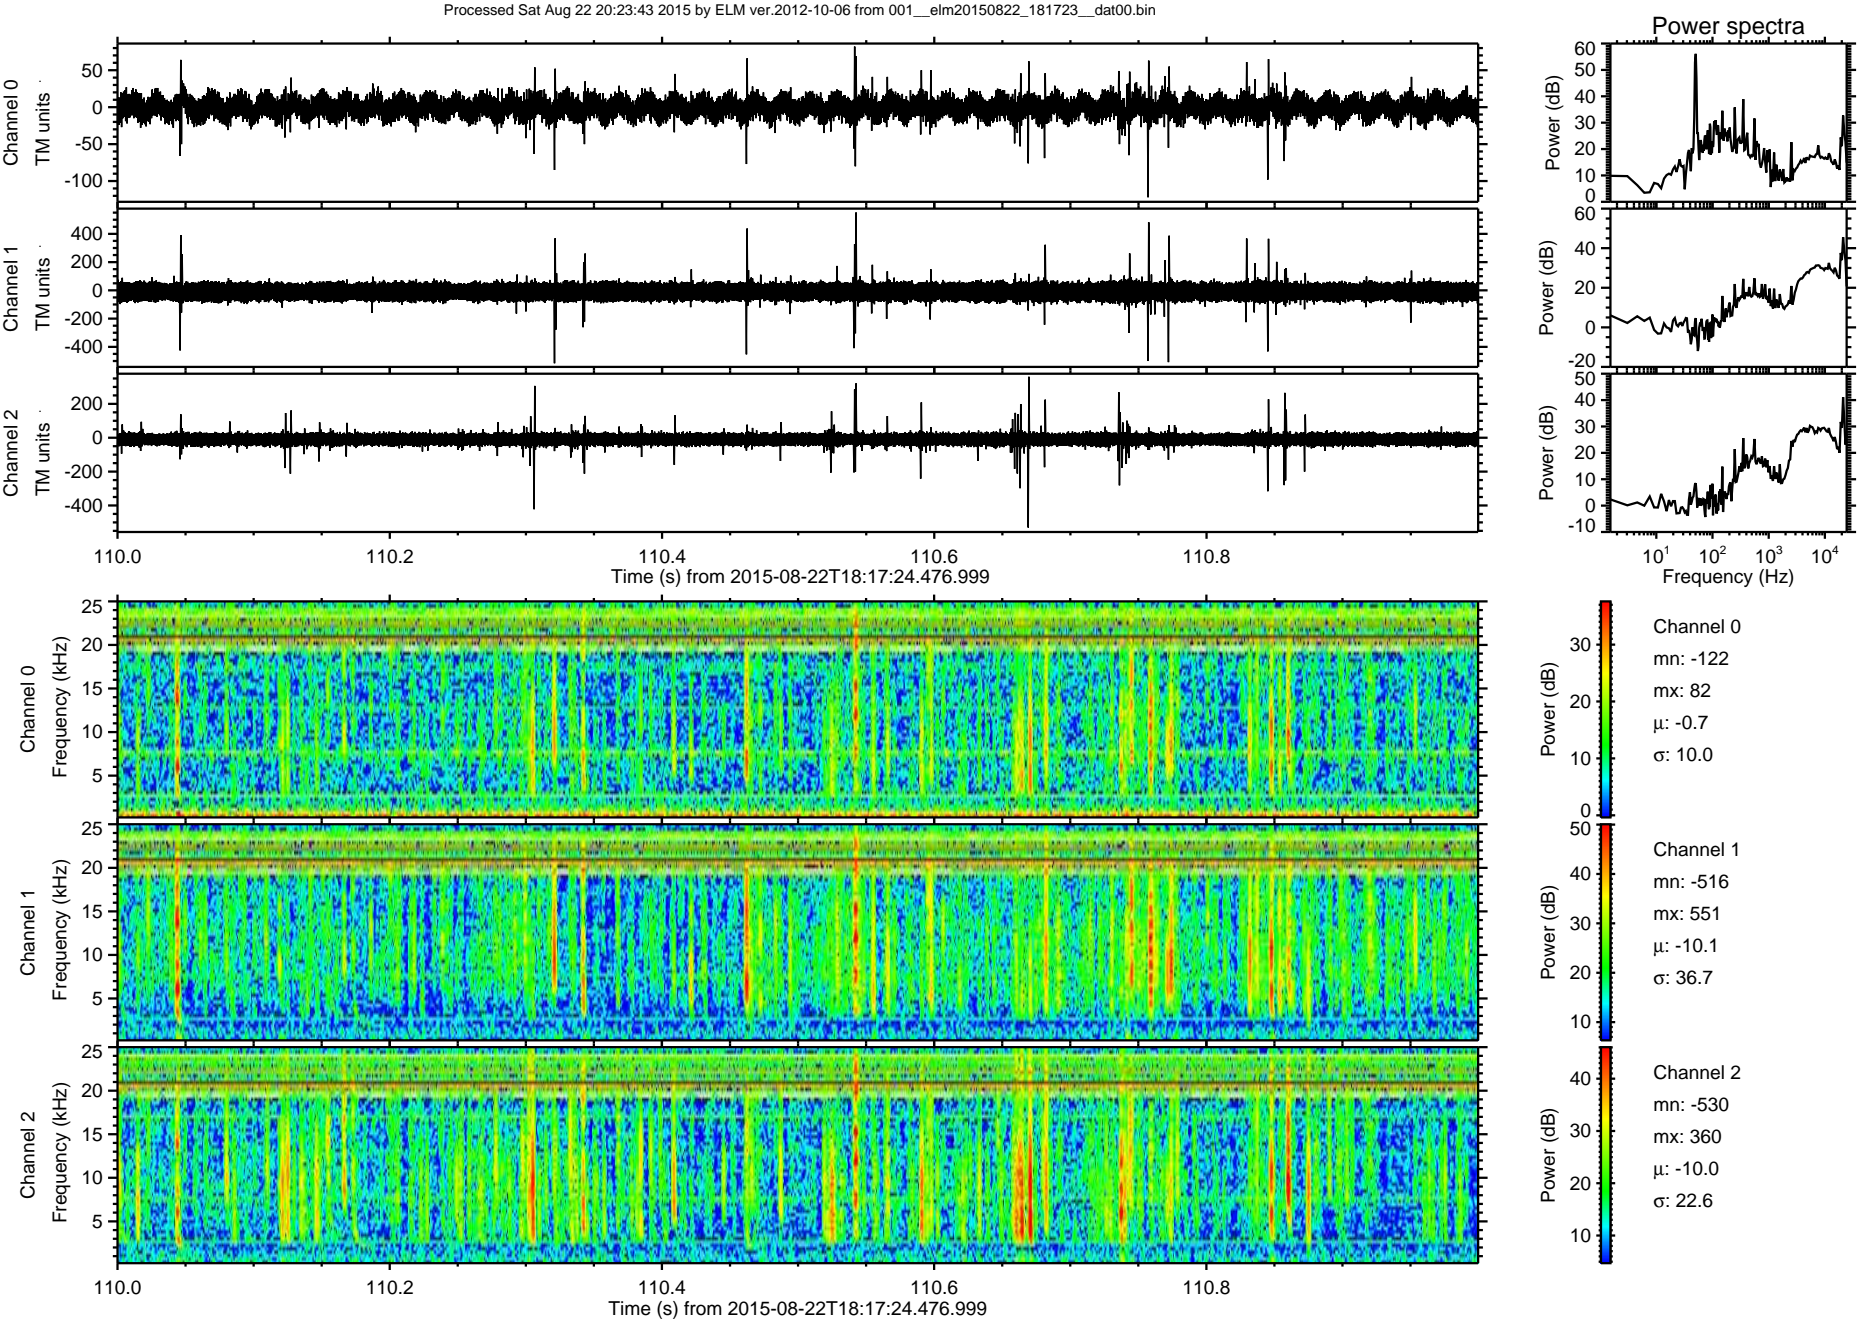 Processed Sat Aug 22 20:23:43 2015 by ELM ver.2012-10-06 from 001__elm20150822_181723__dat00.bin
Power spectra
Channel 0
TM units
50
0
-50
-100
Power (dB)
60
50
40
30
20
10
0
Channel 1
TM units
400
200
0
-200
-400
Power (dB)
60
40
20
0
-20
Channel 2
TM units
200
0
-200
-400
Power (dB)
50
40
30
20
10
0
-10
110.0 110.2 110.4 110.6 110.8
Time (s) from 2015-08-22T18:17:24.476.999
10¹ 10² 10³ 10⁴
Frequency (Hz)
Channel 0
Frequency (kHz)
25
20
15
10
5
Power (dB)
30
20
10
0
Channel 0
mn: -122
mx: 82
μ: -0.7
σ: 10.0
Channel 1
Frequency (kHz)
25
20
15
10
5
Power (dB)
50
40
30
20
10
Channel 1
mn: -516
mx: 551
μ: -10.1
σ: 36.7
Channel 2
Frequency (kHz)
25
20
15
10
5
Power (dB)
40
30
20
10
Channel 2
mn: -530
mx: 360
μ: -10.0
σ: 22.6
110.0 110.2 110.4 110.6 110.8
Time (s) from 2015-08-22T18:17:24.476.999